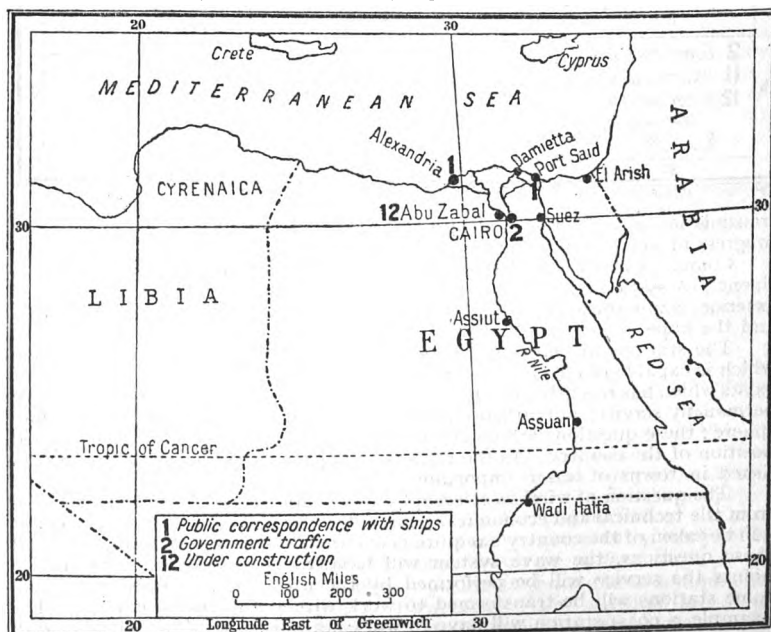 20
30
Crete
Cyprus
MEDITERRANEAN SEA
ARABIA
Alexandria
1
Damietta
Port Said
1
El Arish
CYRENAICA
12 Abu Zabal
CAIRO 2
Suez
30
30
LIBIA
Assiut
EGYPT
R Nile
RED SEA
Assuan
Tropic of Cancer
Wadi Halfa
1 Public correspondence with ships
2 Government traffic
12 Under construction
English Miles
0 100 200 300
20
20
20
30
Longitude East of Greenwich